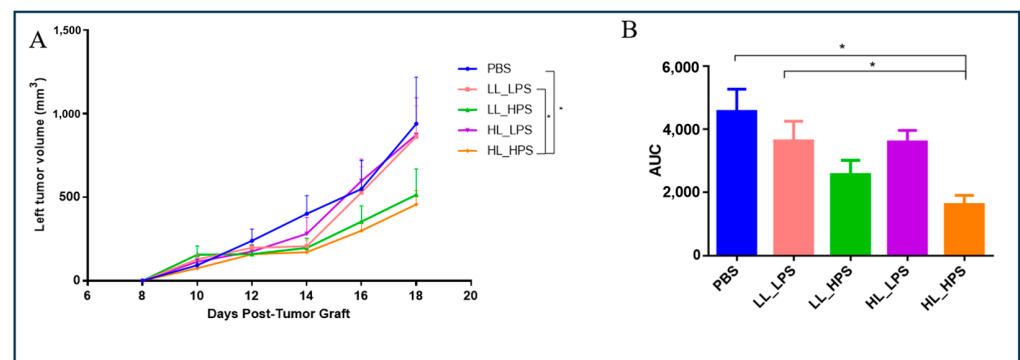 A
1,500
1,000
500
0
6
8
10
12
14
16
18
20
Left tumor volume (mm³)
Days Post-Tumor Graft
PBS
LL_LPS
LL_HPS
HL_LPS
HL_HPS
*
*
B
*
*
6,000
4,000
2,000
0
AUC
PBS
LL_LPS
LL_HPS
HL_LPS
HL_HPS